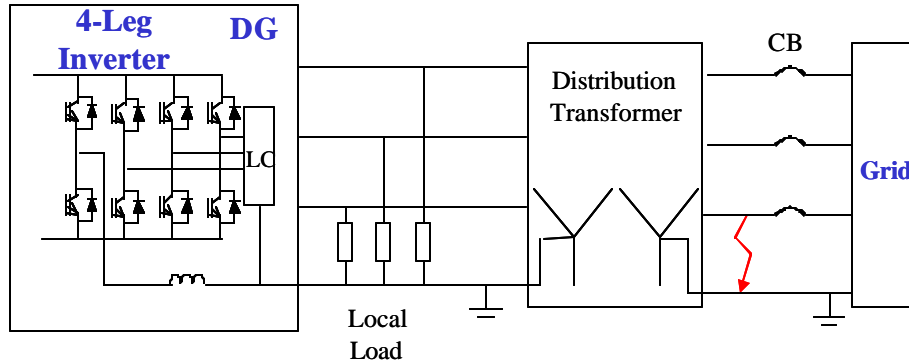 4-Leg
Inverter
DG
LC
Local
Load
Distribution
Transformer
CB
Grid